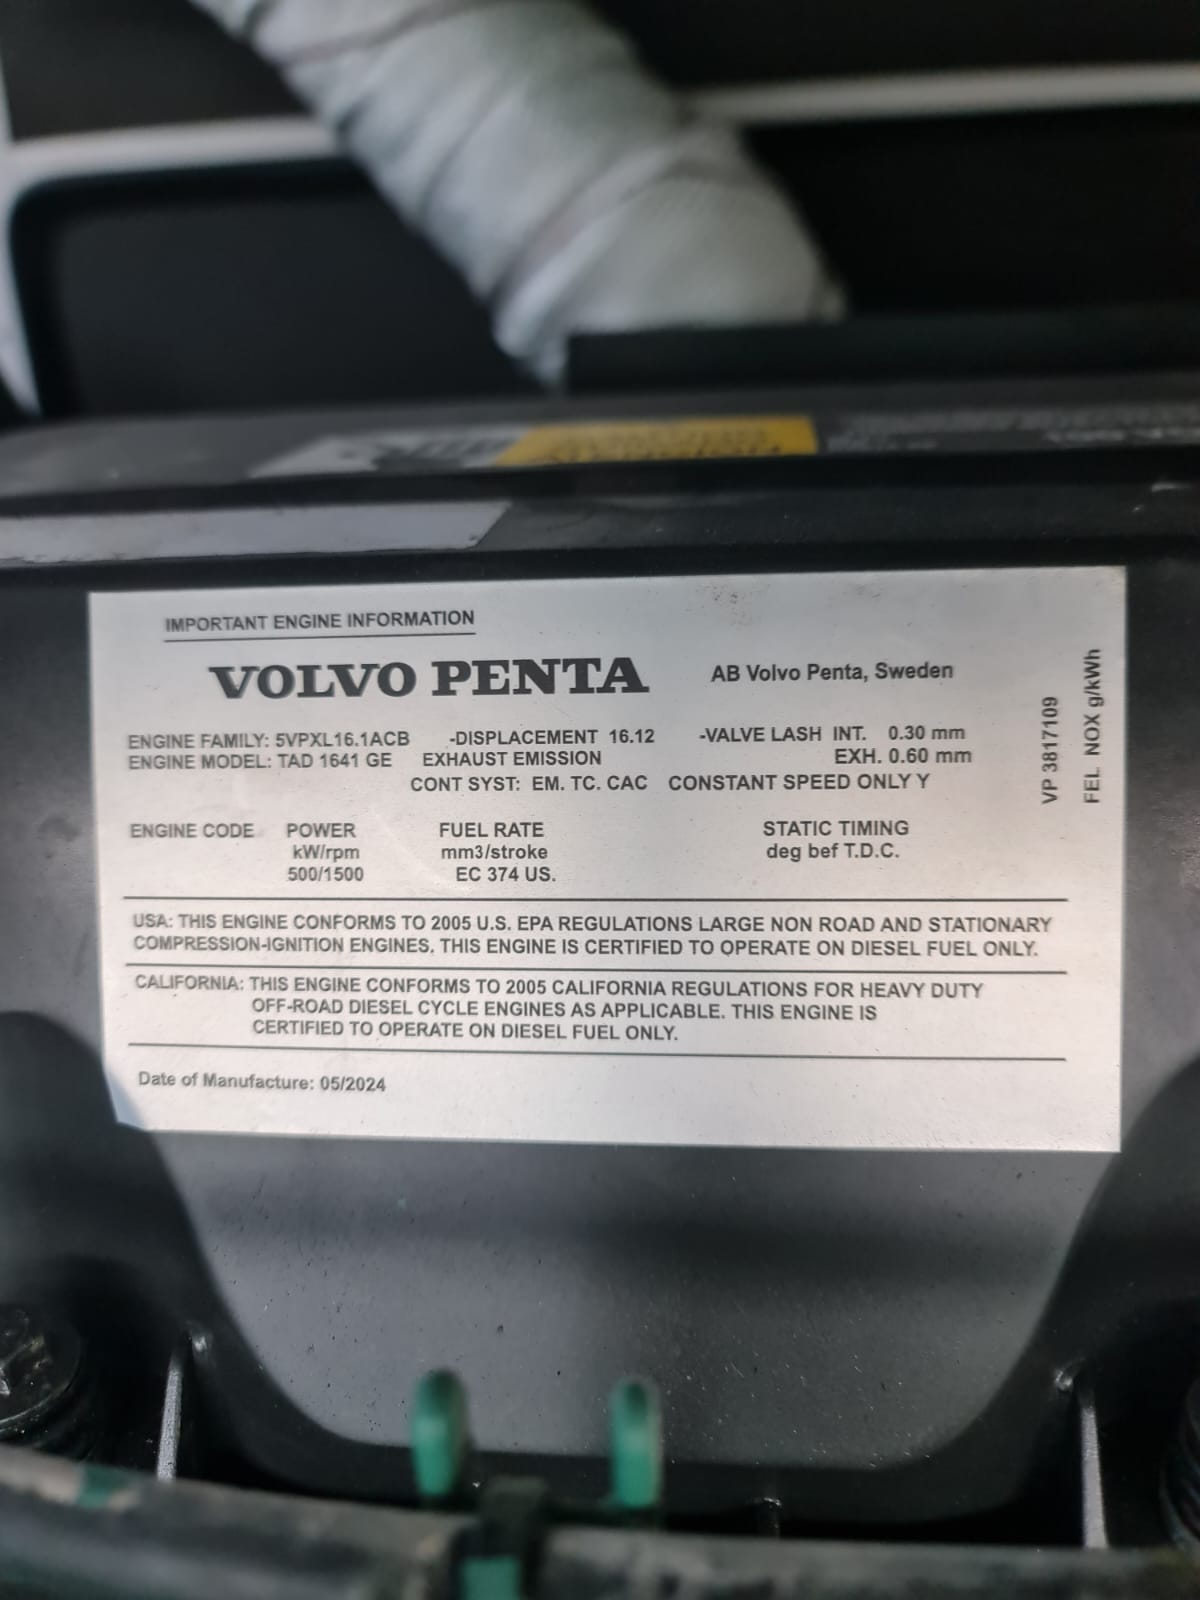 IMPORTANT ENGINE INFORMATION
VOLVO PENTA AB Volvo Penta, Sweden
ENGINE FAMILY: 5VPXL16.1ACB -DISPLACEMENT 16.12 -VALVE LASH INT. 0.30 mm
ENGINE MODEL: TAD 1641 GE EXHAUST EMISSION EXH. 0.60 mm
CONT SYST: EM. TC. CAC CONSTANT SPEED ONLY Y
ENGINE CODE POWER FUEL RATE STATIC TIMING
kW/rpm mm3/stroke deg bef T.D.C.
500/1500 EC 374 US.
USA: THIS ENGINE CONFORMS TO 2005 U.S. EPA REGULATIONS LARGE NON ROAD AND STATIONARY
COMPRESSION-IGNITION ENGINES. THIS ENGINE IS CERTIFIED TO OPERATE ON DIESEL FUEL ONLY.
CALIFORNIA: THIS ENGINE CONFORMS TO 2005 CALIFORNIA REGULATIONS FOR HEAVY DUTY
OFF-ROAD DIESEL CYCLE ENGINES AS APPLICABLE. THIS ENGINE IS
CERTIFIED TO OPERATE ON DIESEL FUEL ONLY.
Date of Manufacture: 05/2024
VP 3817109
FEL NOX g/kWh